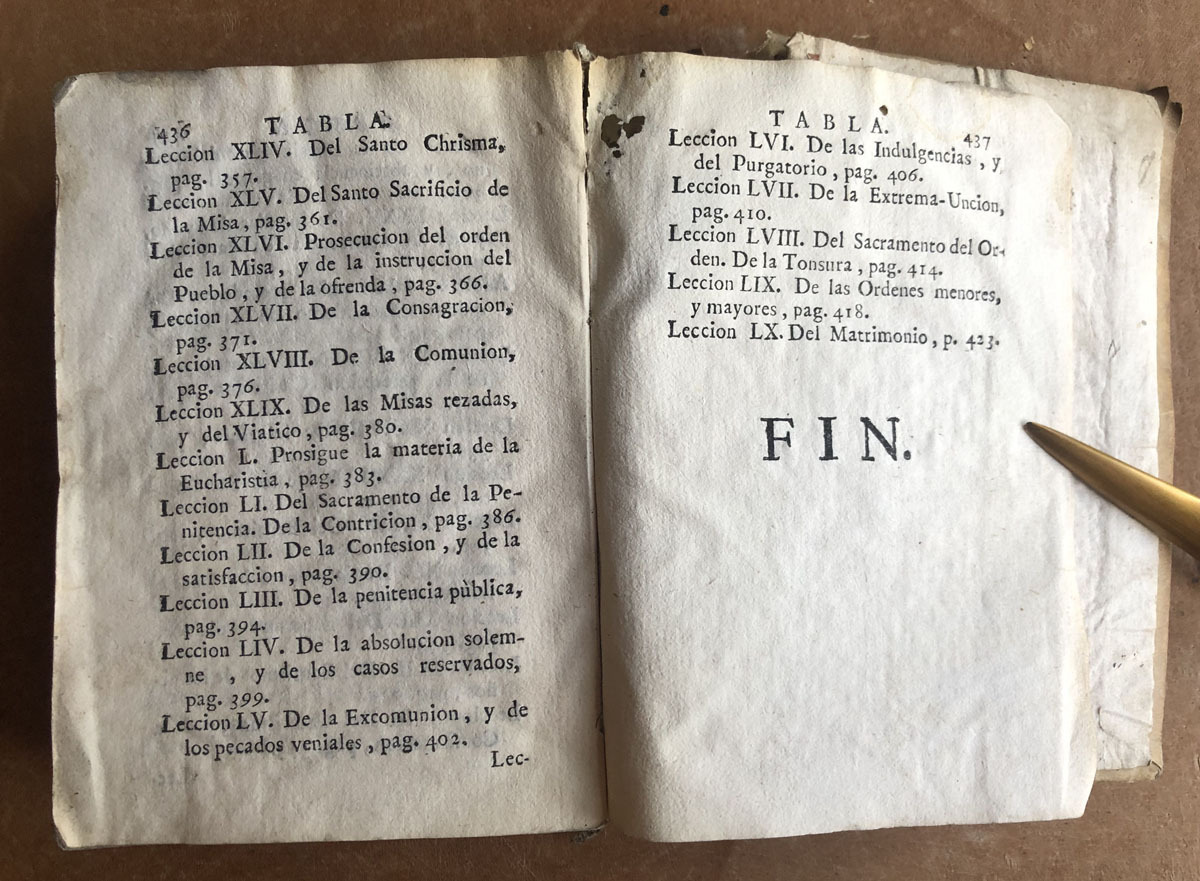 436 TABLA.
Leccion XLIV. Del Santo Chrisma,
pag. 357.
Leccion XLV. Del Santo Sacrificio de
la Misa, pag. 361.
Leccion XLVI. Prosecucion del orden
de la Misa, y de la instruccion del
Pueblo, y de la ofrenda, pag. 366.
Leccion XLVII. De la Consagracion,
pag. 371.
Leccion XLVIII. De la Comunion,
pag. 376.
Leccion XLIX. De las Misas rezadas,
y del Viatico, pag. 380.
Leccion L. Prosigue la materia de la
Eucharistia, pag. 383.
Leccion LI. Del Sacramento de la Pe-
nitencia. De la Contricion, pag. 386.
Leccion LII. De la Confesion, y de la
satisfaccion, pag. 390.
Leccion LIII. De la penitencia pùblica,
pag. 394.
Leccion LIV. De la absolucion solem-
ne , y de los casos reservados,
pag. 399.
Leccion LV. De la Excomunion, y de
los pecados veniales, pag. 402.
Lec-
TABLA. 437
Leccion LVI. De las Indulgencias, y
del Purgatorio, pag. 406.
Leccion LVII. De la Extrema-Uncion,
pag. 410.
Leccion LVIII. Del Sacramento del Or-
den. De la Tonsura, pag. 414.
Leccion LIX. De las Ordenes menores,
y mayores, pag. 418.
Leccion LX. Del Matrimonio, p. 423.
FIN.